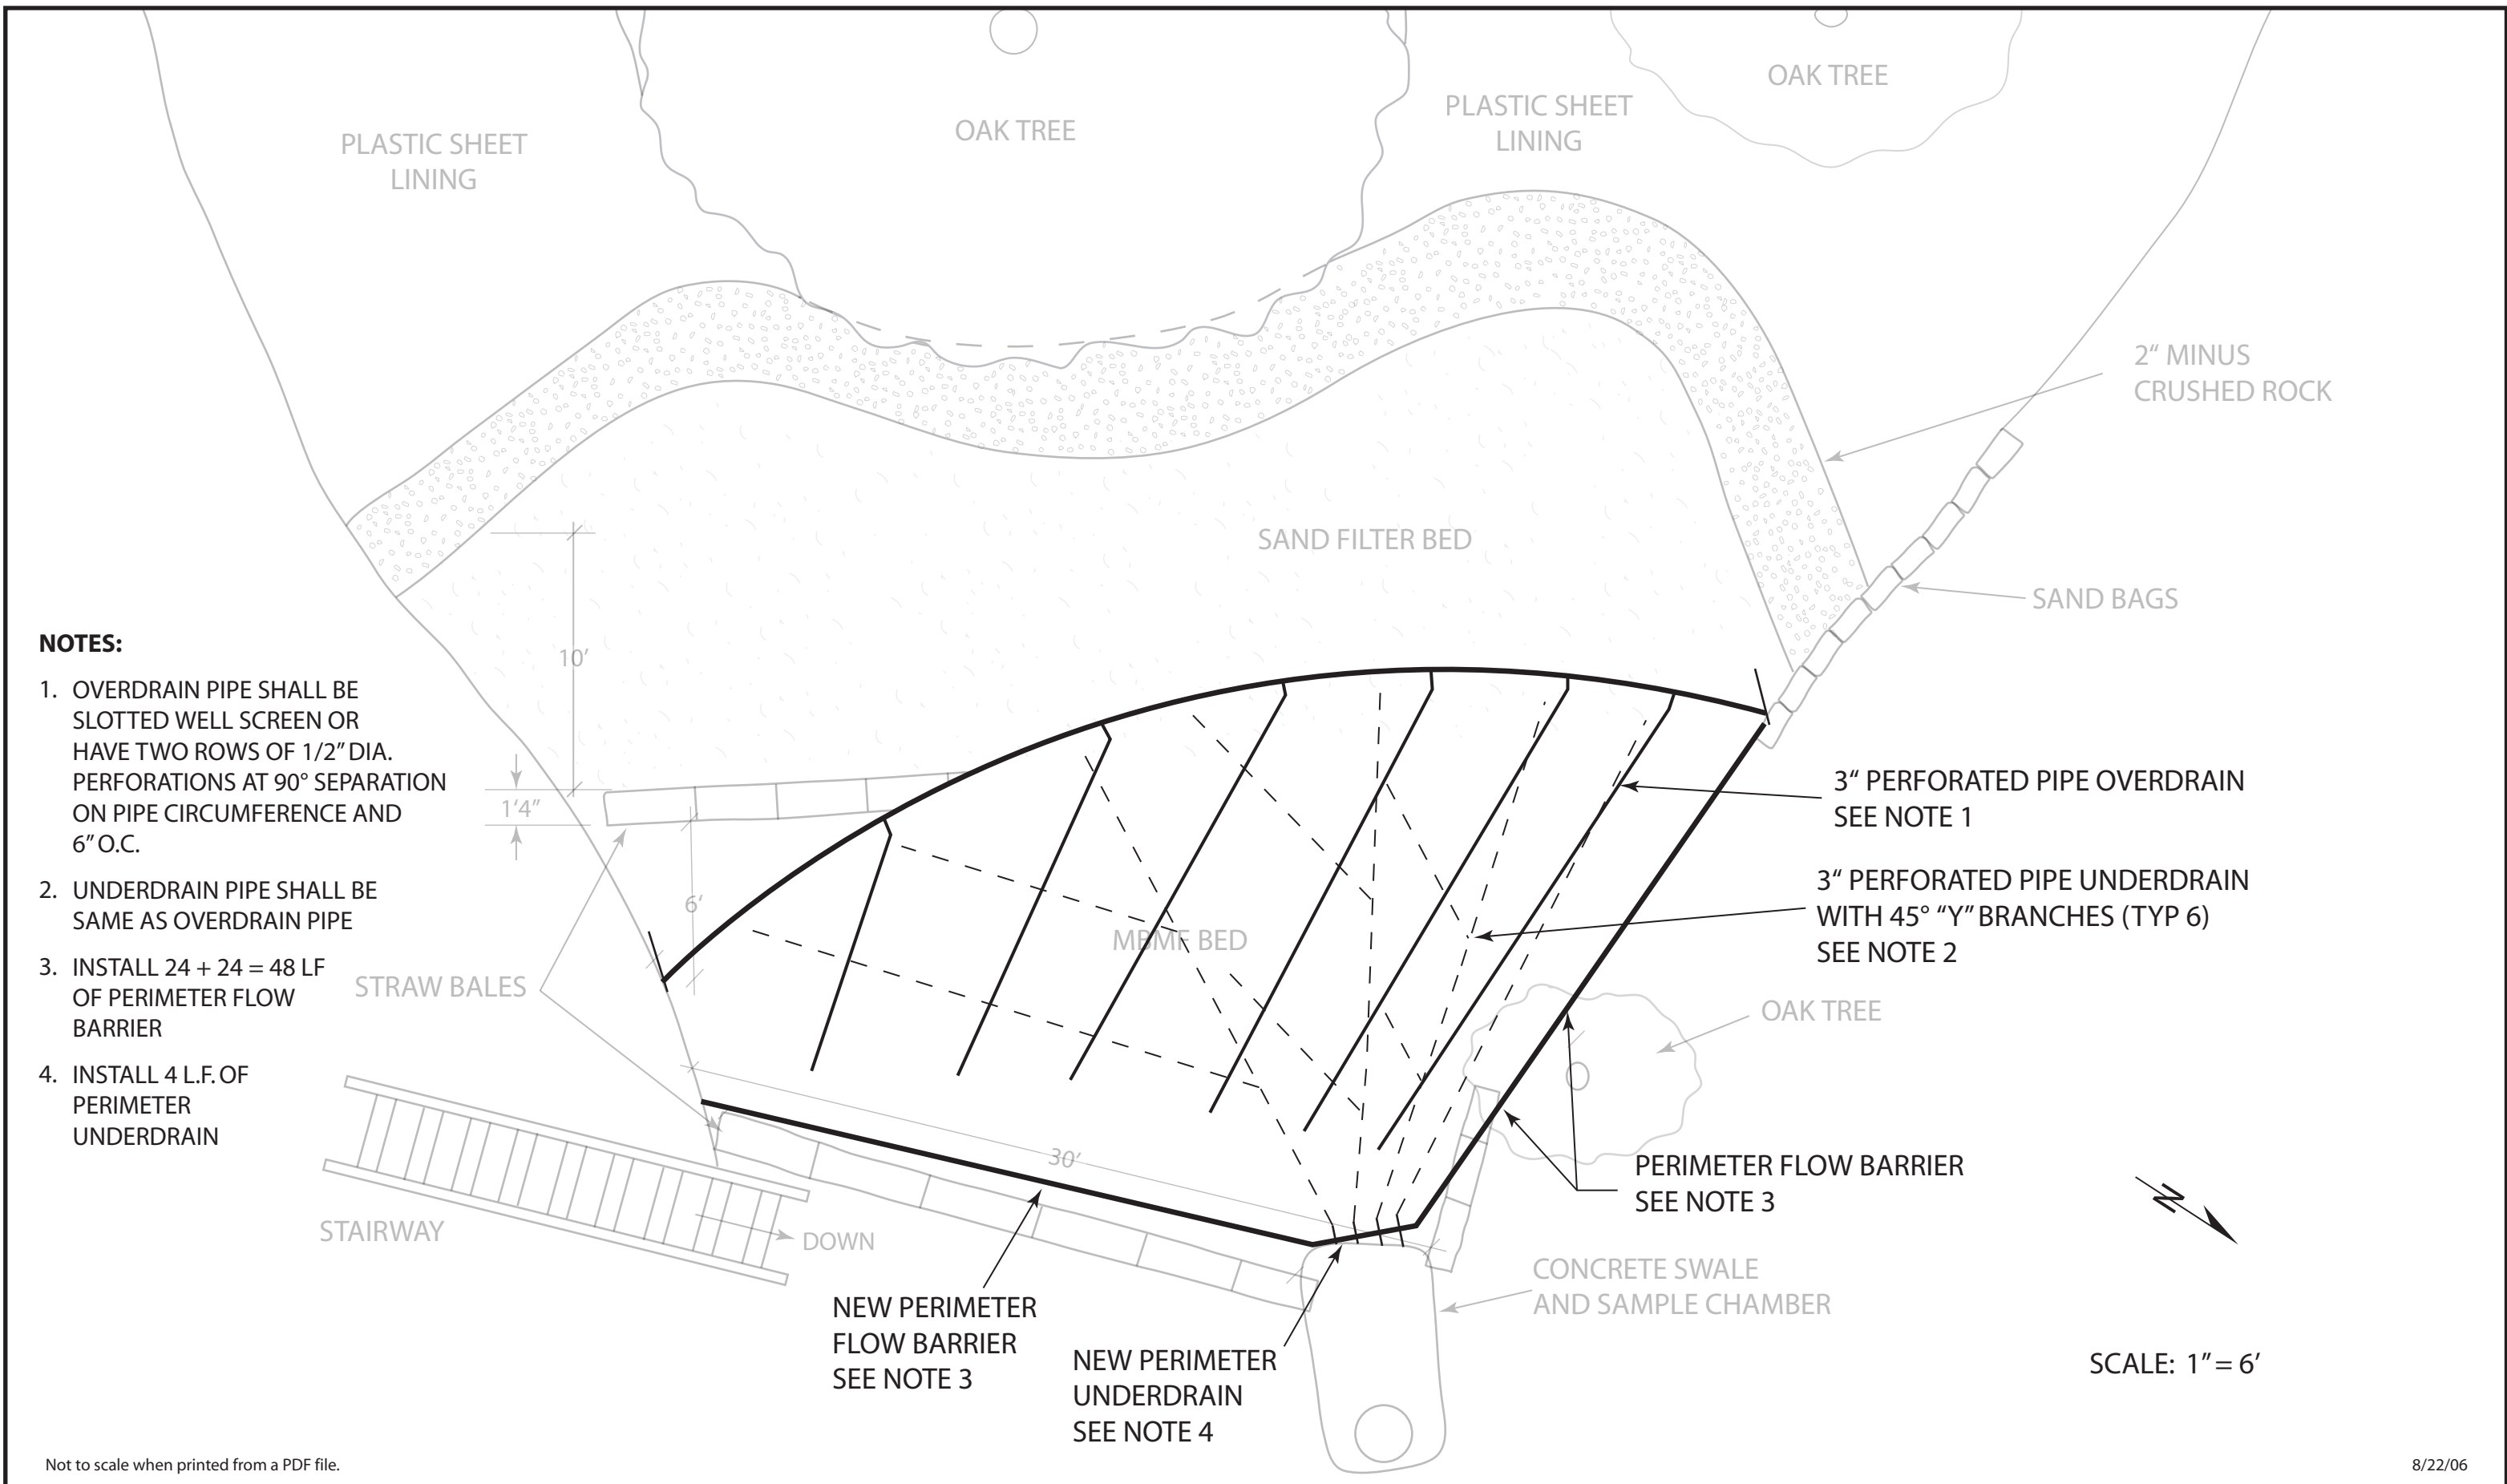 OAK TREE
OAK TREE
PLASTIC SHEET
LINING
PLASTIC SHEET
LINING
2“ MINUS
CRUSHED ROCK
SAND FILTER BED
SAND BAGS
NOTES:
1. OVERDRAIN PIPE SHALL BE
SLOTTED WELL SCREEN OR
HAVE TWO ROWS OF 1/2” DIA.
PERFORATIONS AT 90° SEPARATION
ON PIPE CIRCUMFERENCE AND
6” O.C.
2. UNDERDRAIN PIPE SHALL BE
SAME AS OVERDRAIN PIPE
3. INSTALL 24 + 24 = 48 LF
OF PERIMETER FLOW
BARRIER
4. INSTALL 4 L.F. OF
PERIMETER
UNDERDRAIN
10’
1‘4”
6‘
3“ PERFORATED PIPE OVERDRAIN
SEE NOTE 1
3“ PERFORATED PIPE UNDERDRAIN
WITH 45° “Y” BRANCHES (TYP 6)
SEE NOTE 2
MBMF BED
STRAW BALES
OAK TREE
30’
PERIMETER FLOW BARRIER
SEE NOTE 3
N
STAIRWAY
DOWN
CONCRETE SWALE
AND SAMPLE CHAMBER
NEW PERIMETER
FLOW BARRIER
SEE NOTE 3
NEW PERIMETER
UNDERDRAIN
SEE NOTE 4
SCALE: 1” = 6’
Not to scale when printed from a PDF file.
8/22/06